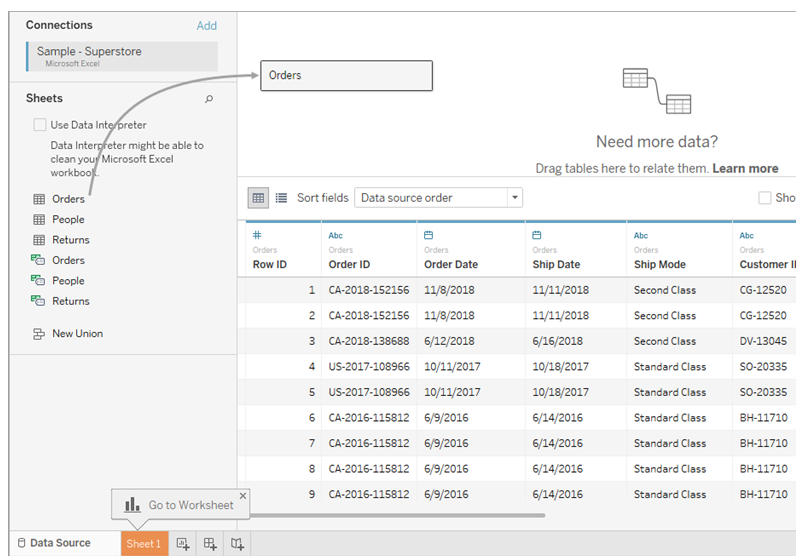 Connections Add
Sample - Superstore
Microsoft Excel
Sheets
Use Data Interpreter
Data Interpreter might be able to
clean your Microsoft Excel
workbook.
Orders
People
Returns
Orders
People
Returns
New Union
Orders
Need more data?
Drag tables here to relate them. Learn more
Sort fields Data source order Sho
# Abc Abc Abc
Orders Orders Orders Orders Orders Orders
Row ID Order ID Order Date Ship Date Ship Mode Customer I
1 CA-2018-152156 11/8/2018 11/11/2018 Second Class CG-12520
2 CA-2018-152156 11/8/2018 11/11/2018 Second Class CG-12520
3 CA-2018-138688 6/12/2018 6/16/2018 Second Class DV-13045
4 US-2017-108966 10/11/2017 10/18/2017 Standard Class SO-20335
5 US-2017-108966 10/11/2017 10/18/2017 Standard Class SO-20335
6 CA-2016-115812 6/9/2016 6/14/2016 Standard Class BH-11710
7 CA-2016-115812 6/9/2016 6/14/2016 Standard Class BH-11710
8 CA-2016-115812 6/9/2016 6/14/2016 Standard Class BH-11710
9 CA-2016-115812 6/9/2016 6/14/2016 Standard Class BH-11710
Go to Worksheet
Data Source Sheet 1